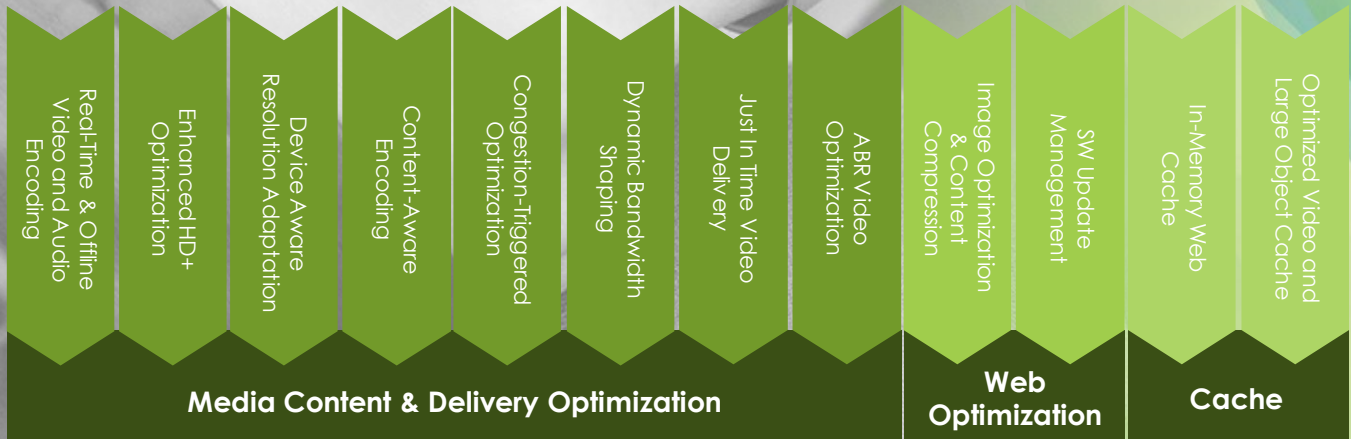 Real-Time & Offline
Video and Audio
Encoding
Enhanced HD+
Optimization
Device Aware
Resolution Adaptation
Content-Aware
Encoding
Congestion-Triggered
Optimization
Dynamic Bandwidth
Shaping
Just In Time Video
Delivery
ABR Video
Optimization
Image Optimization
& Content
Compression
SW Update
Management
In-Memory Web
Cache
Optimized Video and
Large Object Cache
Media Content & Delivery Optimization
Web
Optimization
Cache